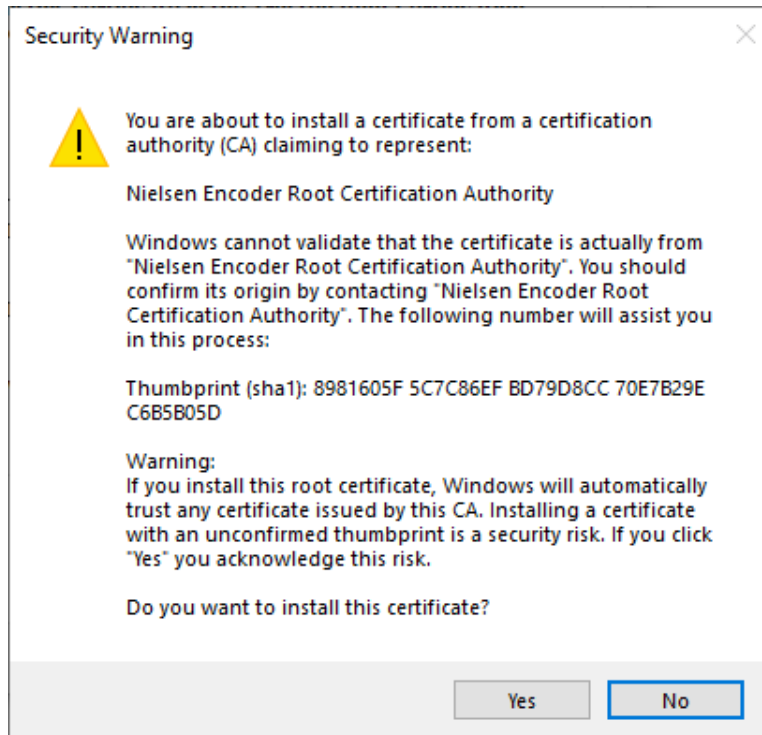 Security Warning
You are about to install a certificate from a certification
authority (CA) claiming to represent:
Nielsen Encoder Root Certification Authority
Windows cannot validate that the certificate is actually from
"Nielsen Encoder Root Certification Authority". You should
confirm its origin by contacting "Nielsen Encoder Root
Certification Authority". The following number will assist you
in this process:
Thumbprint (sha1): 8981605F 5C7C86EF BD79D8CC 70E7B29E
C6B5B05D
Warning:
If you install this root certificate, Windows will automatically
trust any certificate issued by this CA. Installing a certificate
with an unconfirmed thumbprint is a security risk. If you click
"Yes" you acknowledge this risk.
Do you want to install this certificate?
Yes No